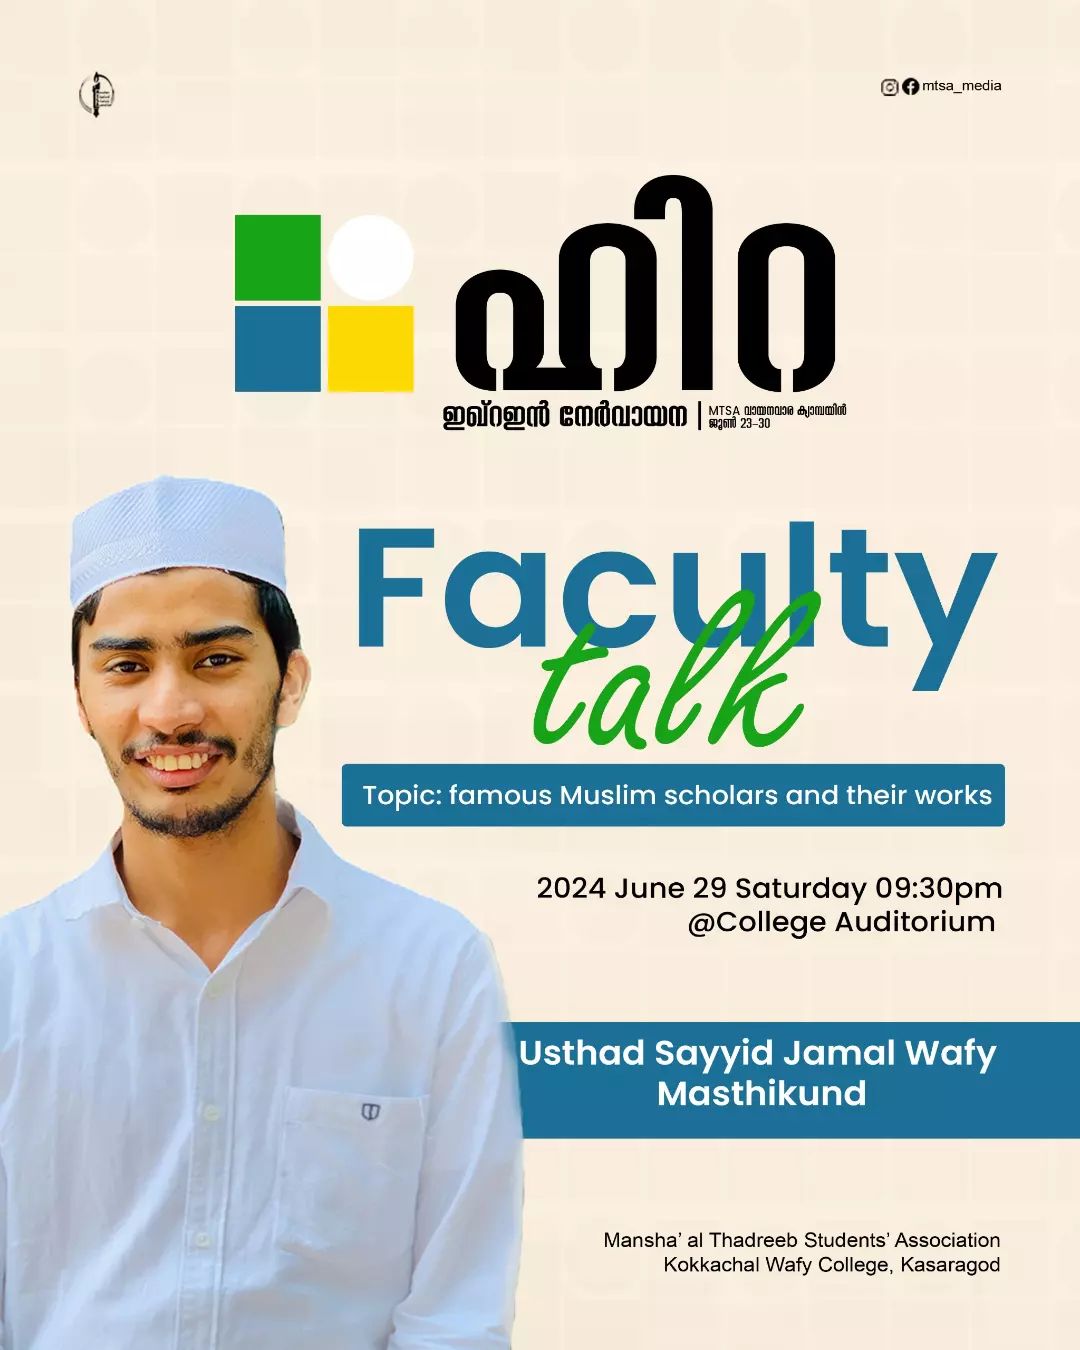 mtsa_media
ഹിറ
ഇഖ്റഇൻ നേർവായന
MTSA വായനവാര ക്യാമ്പയിൻ
ജൂൺ 23-30
Faculty
talk
Topic: famous Muslim scholars and their works
2024 June 29 Saturday 09:30pm
@College Auditorium
Usthad Sayyid Jamal Wafy
Masthikund
Mansha’ al Thadreeb Students’ Association
Kokkachal Wafy College, Kasaragod